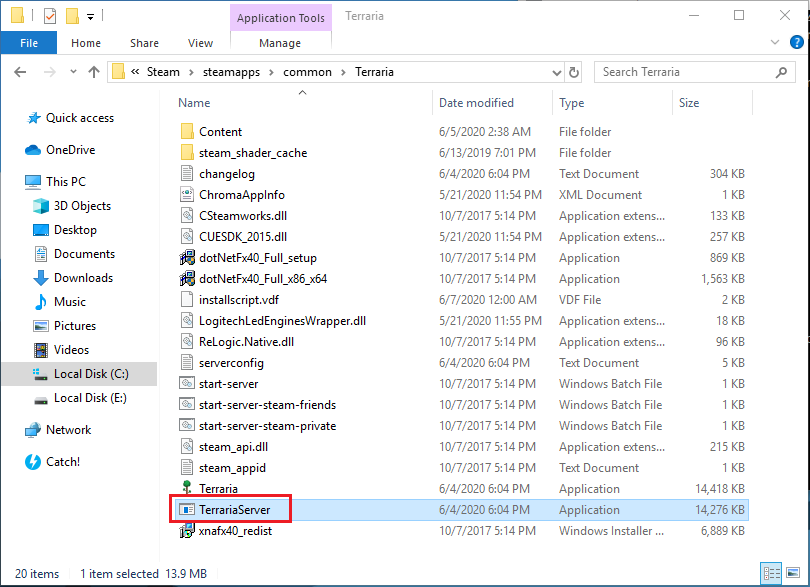 Application Tools Terraria
File Home Share View Manage
« Steam > steamapps > common > Terraria Search Terraria
Name Date modified Type Size
Quick access
OneDrive
This PC
3D Objects
Desktop
Documents
Downloads
Music
Pictures
Videos
Local Disk (C:)
Local Disk (E:)
Network
Catch!
Content 6/5/2020 2:38 AM File folder
steam_shader_cache 6/13/2019 7:01 PM File folder
changelog 6/4/2020 6:04 PM Text Document 304 KB
ChromaAppInfo 5/21/2020 11:54 PM XML Document 1 KB
CSteamworks.dll 10/7/2017 5:14 PM Application extens... 133 KB
CUESDK_2015.dll 5/21/2020 11:54 PM Application extens... 257 KB
dotNetFx40_Full_setup 10/7/2017 5:14 PM Application 869 KB
dotNetFx40_Full_x86_x64 10/7/2017 5:14 PM Application 1,563 KB
installscript.vdf 6/7/2020 12:00 AM VDF File 2 KB
LogitechLedEnginesWrapper.dll 5/21/2020 11:55 PM Application extens... 18 KB
ReLogic.Native.dll 10/7/2017 5:14 PM Application extens... 96 KB
serverconfig 6/4/2020 6:04 PM Text Document 5 KB
start-server 10/7/2017 5:14 PM Windows Batch File 1 KB
start-server-steam-friends 10/7/2017 5:14 PM Windows Batch File 1 KB
start-server-steam-private 10/7/2017 5:14 PM Windows Batch File 1 KB
steam_api.dll 10/7/2017 5:14 PM Application extens... 215 KB
steam_appid 10/7/2017 5:14 PM Text Document 1 KB
Terraria 6/4/2020 6:04 PM Application 14,418 KB
TerrariaServer 6/4/2020 6:04 PM Application 14,276 KB
xnafx40_redist 10/7/2017 5:14 PM Windows Installer ... 6,889 KB
20 items 1 item selected 13.9 MB